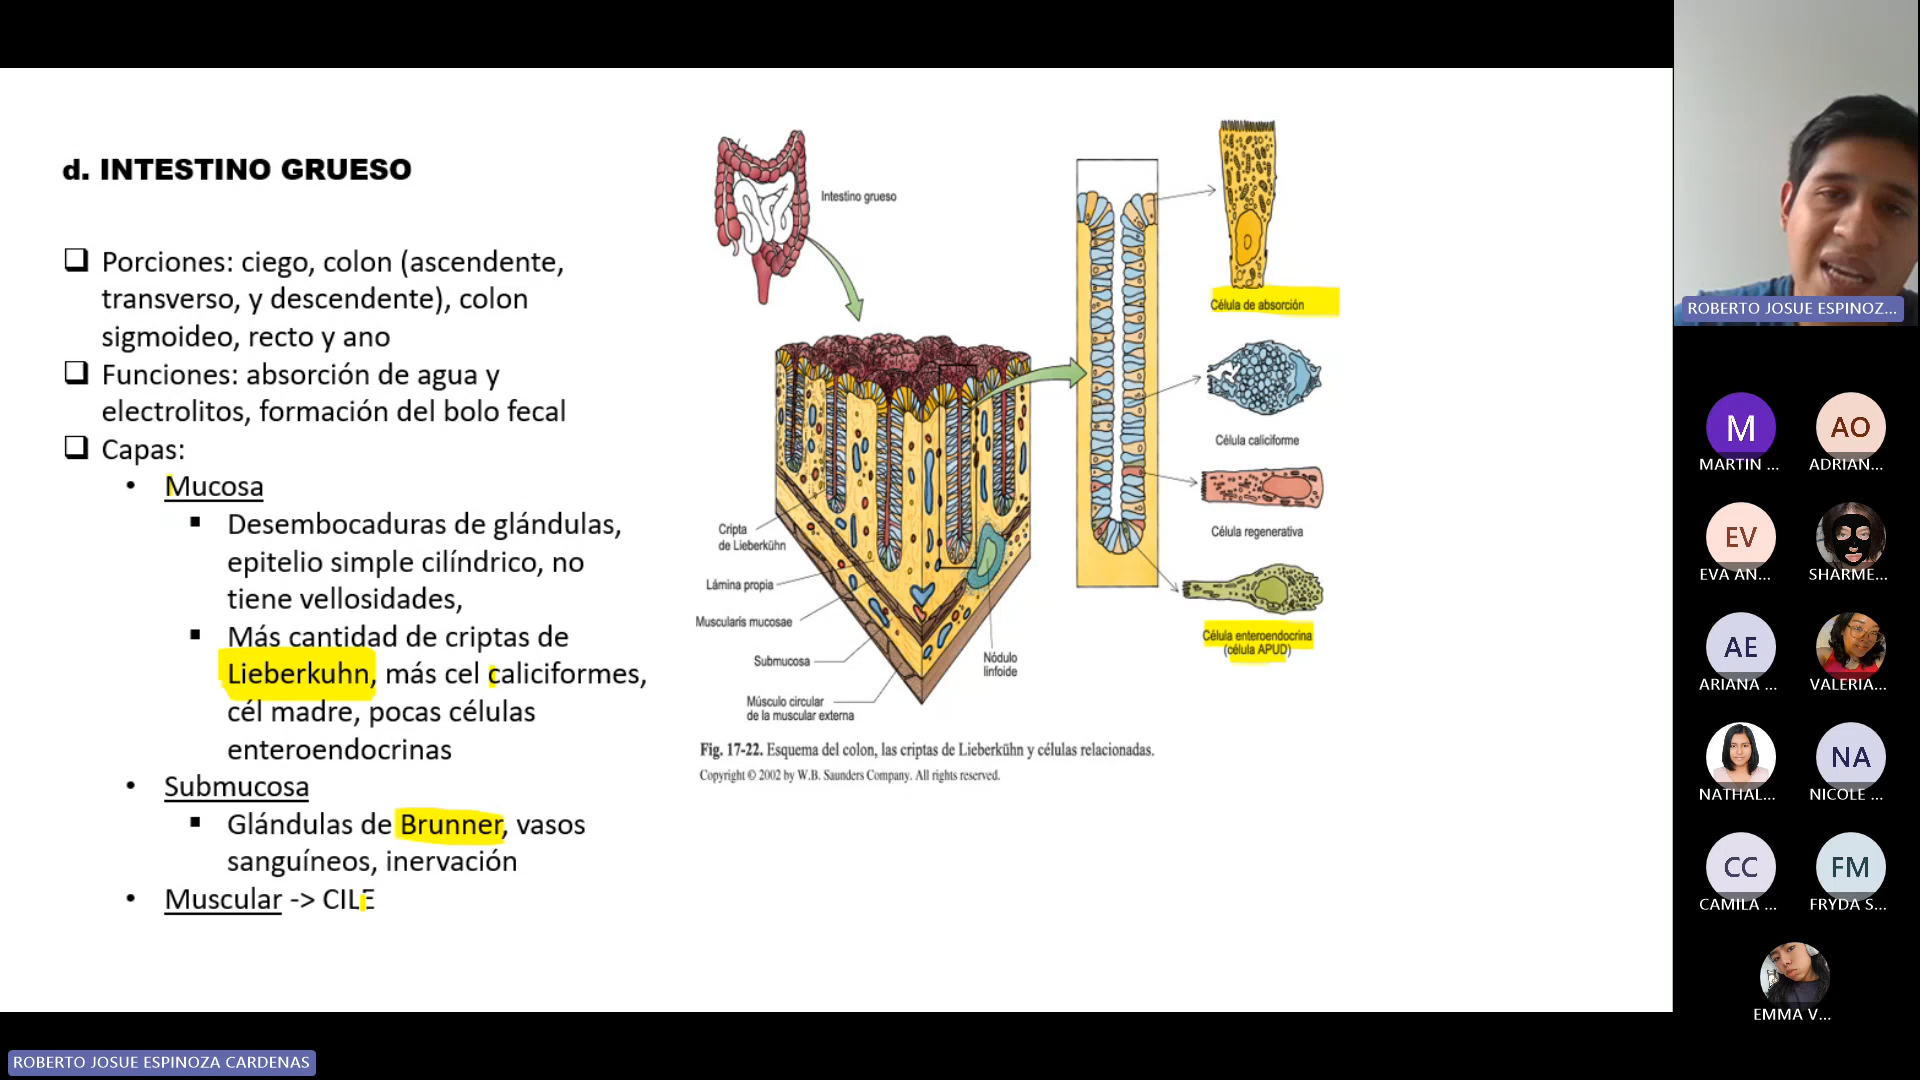 d. INTESTINO GRUESO
Porciones: ciego, colon (ascendente,
transverso, y descendente), colon
sigmoideo, recto y ano
Funciones: absorción de agua y
electrolitos, formación del bolo fecal
Capas:
• Mucosa
▪ Desembocaduras de glándulas,
epitelio simple cilíndrico, no
tiene vellosidades,
▪ Más cantidad de criptas de
Lieberkuhn, más cel caliciformes,
cél madre, pocas células
enteroendocrinas
• Submucosa
▪ Glándulas de Brunner, vasos
sanguíneos, inervación
• Muscular -> CILE
Intestino grueso
Cripta
de Lieberkühn
Lámina propia
Muscularis mucosae
Submucosa
Músculo circular
de la muscular externa
Nódulo
linfoide
Célula de absorción
Célula caliciforme
Célula regenerativa
Célula enteroendocrina
(célula APUD)
Fig. 17-22. Esquema del colon, las criptas de Lieberkühn y células relacionadas.
Copyright © 2002 by W.B. Saunders Company. All rights reserved.
ROBERTO JOSUE ESPINOZ...
M
MARTIN ...
AO
ADRIAN...
EV
EVA AN...
SHARME...
AE
ARIANA ...
VALERIA...
NATHAL...
NA
NICOLE ...
CC
CAMILA ...
FM
FRYDA S...
EMMA V...
ROBERTO JOSUE ESPINOZA CARDENAS